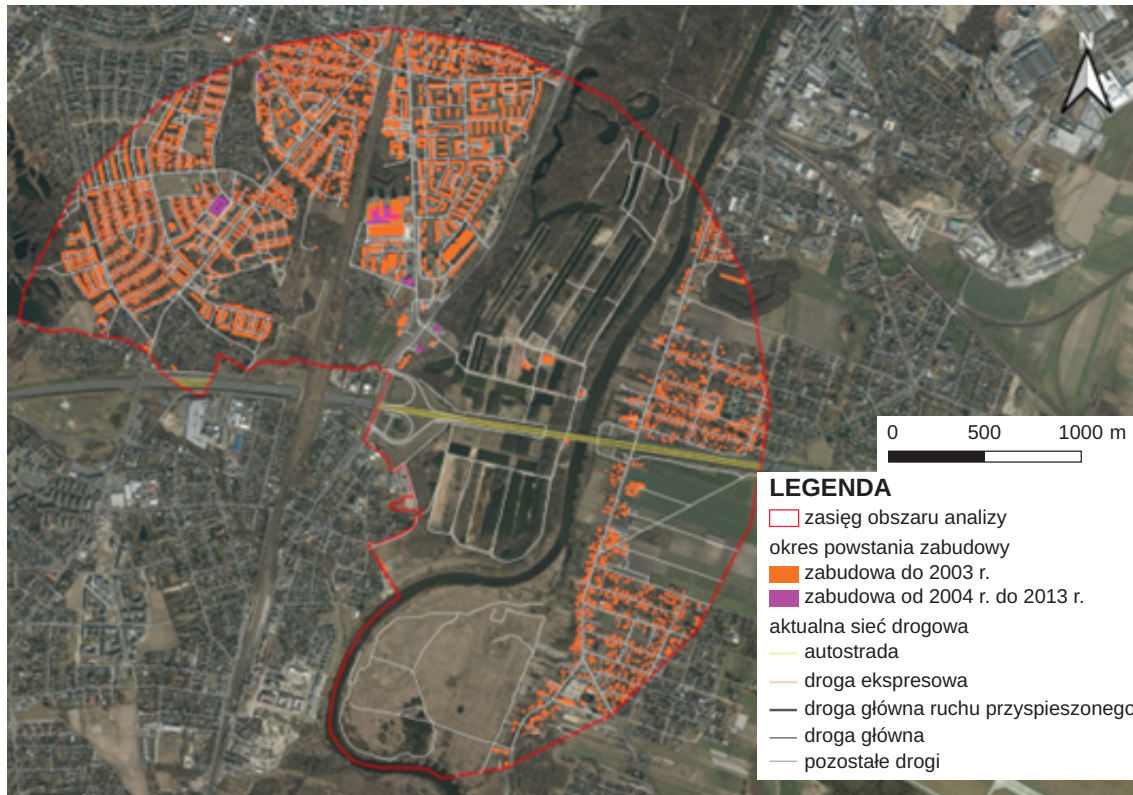 N
0 500 1000 m
LEGENDA
zasięg obszaru analizy
okres powstania zabudowy
zabudowa do 2003 r.
zabudowa od 2004 r. do 2013 r.
aktualna sieć drogowa
autostrada
droga ekspresowa
droga główna ruchu przyspieszonego
droga główna
pozostałe drogi